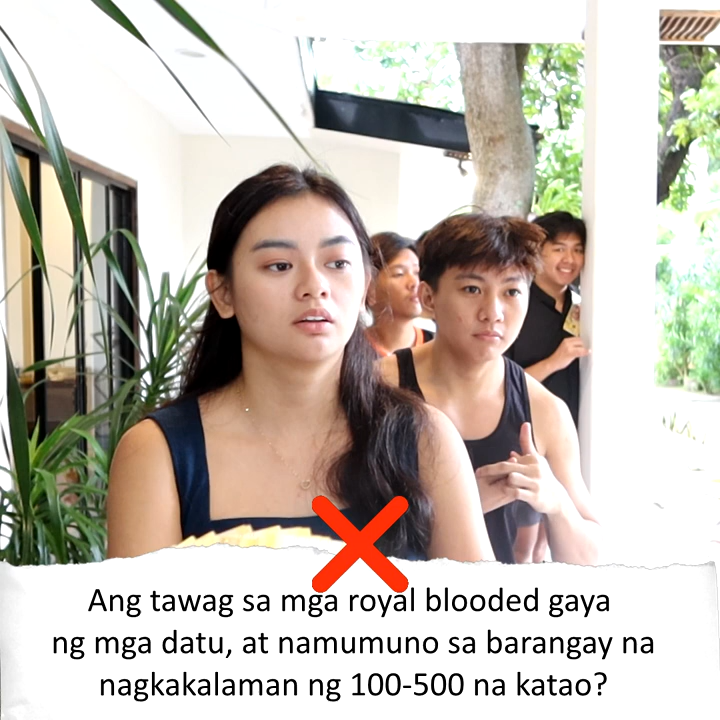 Ang tawag sa mga royal blooded gaya
ng mga datu, at namumuno sa barangay na
nagkakalaman ng 100-500 na katao?